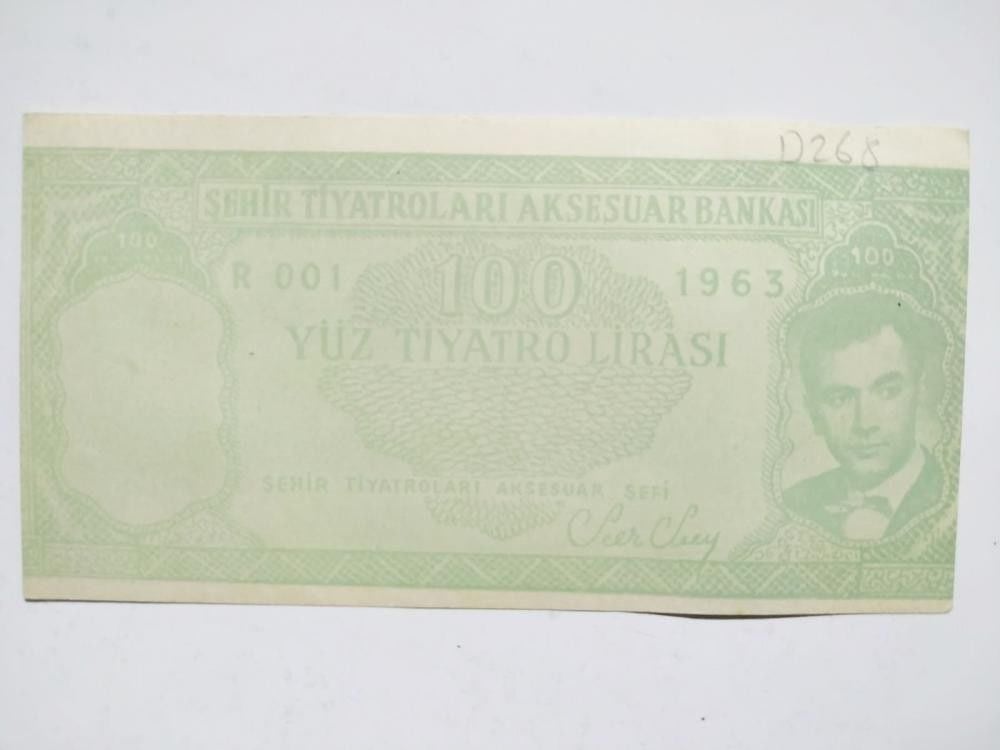 D268
ŞEHİR TİYATROLARI AKSESUAR BANKASI
100
100
R 001
100
1963
YÜZ TİYATRO LİRASI
ŞEHİR TİYATROLARI AKSESUAR ŞEFİ